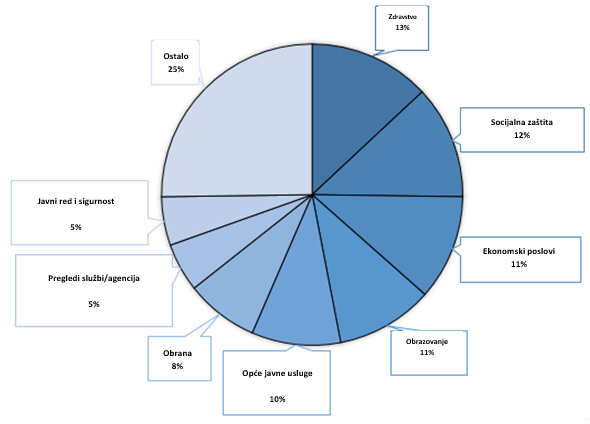 Zdravstvo
13%
Socijalna zaštita
12%
Ekonomski poslovi
11%
Obrazovanje
11%
Opće javne usluge
10%
Obrana
8%
Pregledi službi/agencija
5%
Javni red i sigurnost
5%
Ostalo
25%